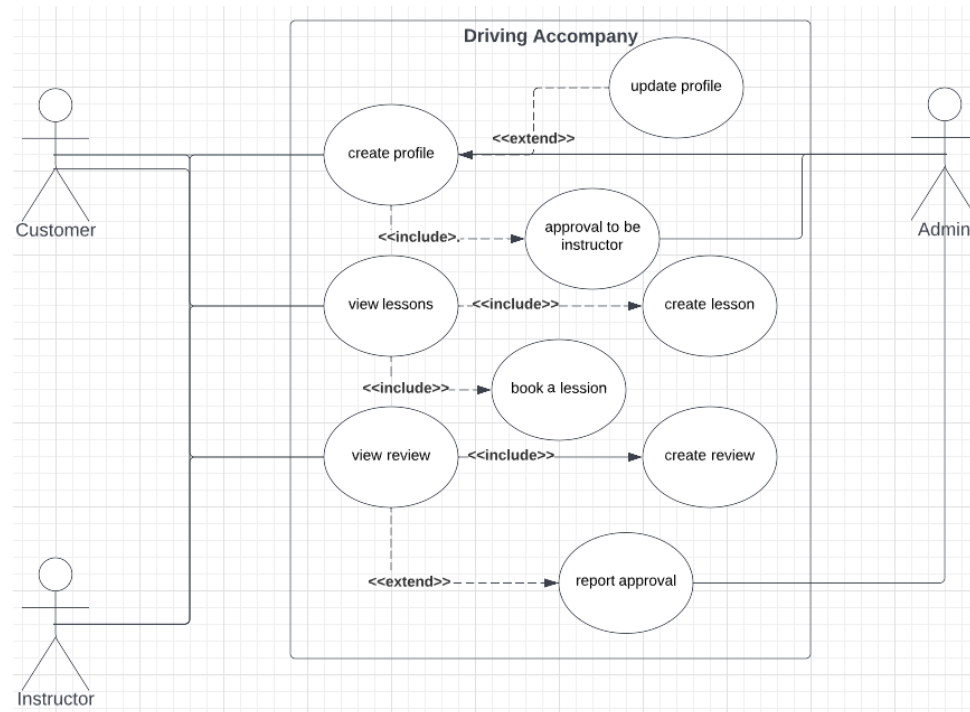 Driving Accompany
update profile
<<extend>>
create profile
Customer
Admin
<<include>.
approval to be
instructor
view lessons
<<include>>
create lesson
<<include>>
book a lession
view review
<<include>>
create review
<<extend>>
report approval
Instructor